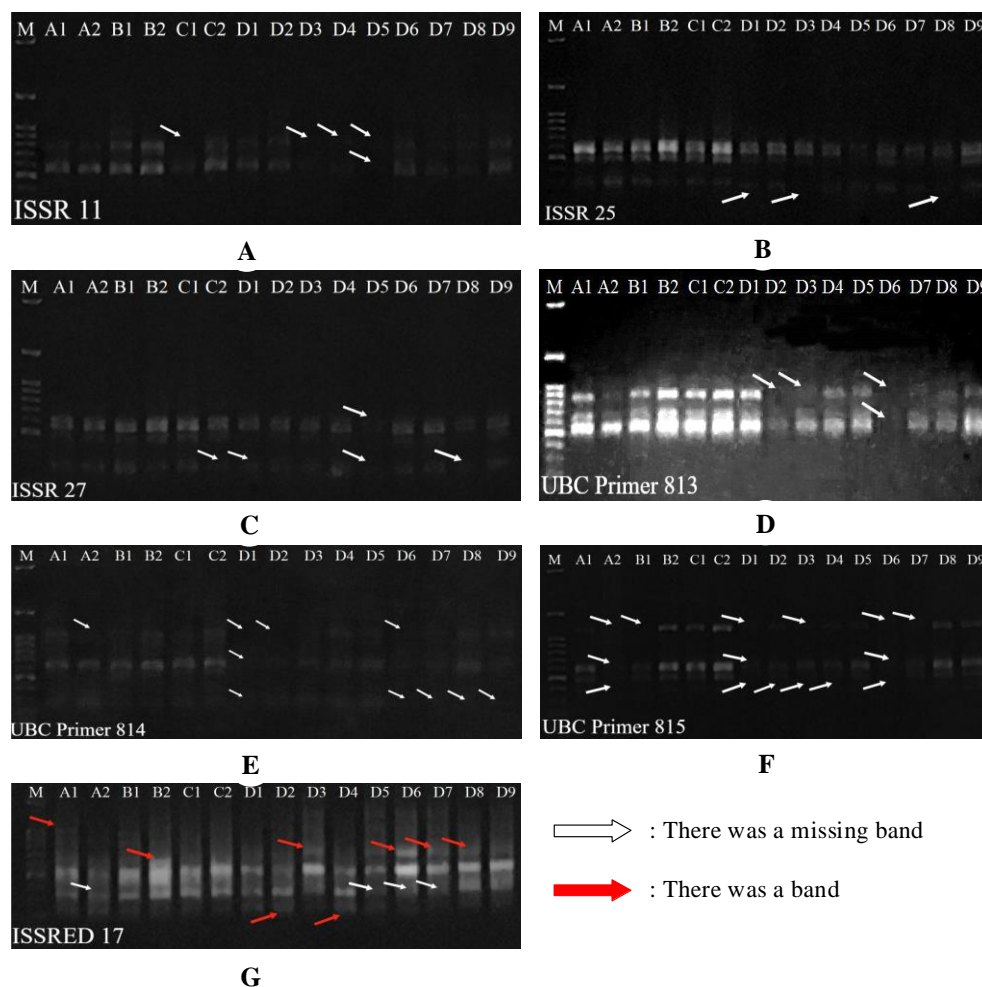 M A1 A2 B1 B2 C1 C2 D1 D2 D3 D4 D5 D6 D7 D8 D9
ISSR 11
A
M A1 A2 B1 B2 C1 C2 D1 D2 D3 D4 D5 D6 D7 D8 D9
ISSR 25
B
M A1 A2 B1 B2 C1 C2 D1 D2 D3 D4 D5 D6 D7 D8 D9
ISSR 27
C
M A1 A2 B1 B2 C2 C2 D1 D2 D3 D4 D5 D6 D7 D8 D9
UBC Primer 813
D
M A1 A2 B1 B2 C1 C2 D1 D2 D3 D4 D5 D6 D7 D8 D9
UBC Primer 814
E
M A1 A2 B1 B2 C1 C2 D1 D2 D3 D4 D5 D6 D7 D8 D9
UBC Primer 815
F
M A1 A2 B1 B2 C1 C2 D1 D2 D3 D4 D5 D6 D7 D8 D9
ISSRED 17
G
: There was a missing band
: There was a band